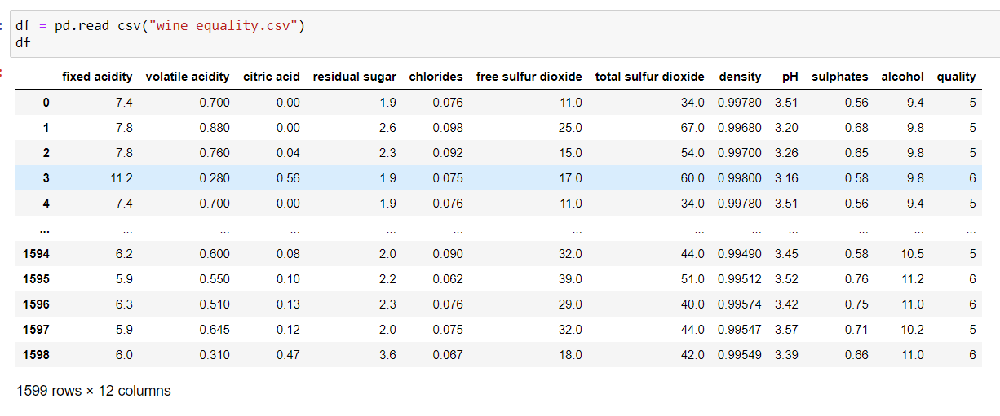 df = pd.read_csv("wine_equality.csv")
df
fixed acidity volatile acidity citric acid residual sugar chlorides free sulfur dioxide total sulfur dioxide density pH sulphates alcohol quality
0 7.4 0.700 0.00 1.9 0.076 11.0 34.0 0.99780 3.51 0.56 9.4 5
1 7.8 0.880 0.00 2.6 0.098 25.0 67.0 0.99680 3.20 0.68 9.8 5
2 7.8 0.760 0.04 2.3 0.092 15.0 54.0 0.99700 3.26 0.65 9.8 5
3 11.2 0.280 0.56 1.9 0.075 17.0 60.0 0.99800 3.16 0.58 9.8 6
4 7.4 0.700 0.00 1.9 0.076 11.0 34.0 0.99780 3.51 0.56 9.4 5
... ... ... ... ... ... ... ... ... ... ... ... ...
1594 6.2 0.600 0.08 2.0 0.090 32.0 44.0 0.99490 3.45 0.58 10.5 5
1595 5.9 0.550 0.10 2.2 0.062 39.0 51.0 0.99512 3.52 0.76 11.2 6
1596 6.3 0.510 0.13 2.3 0.076 29.0 40.0 0.99574 3.42 0.75 11.0 6
1597 5.9 0.645 0.12 2.0 0.075 32.0 44.0 0.99547 3.57 0.71 10.2 5
1598 6.0 0.310 0.47 3.6 0.067 18.0 42.0 0.99549 3.39 0.66 11.0 6
1599 rows × 12 columns